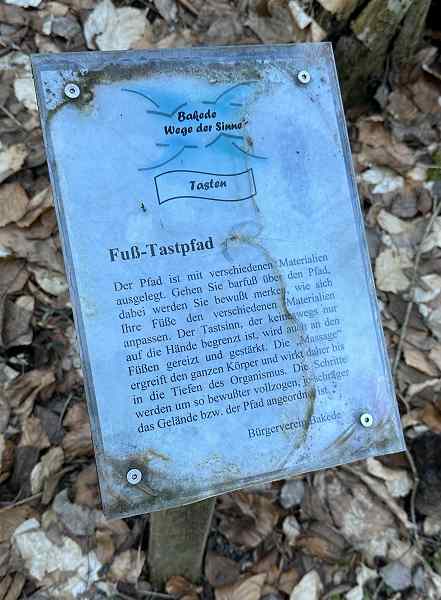 Bakede
Wege der Sinne
Tasten
Fuß-Tastpfad
Der Pfad ist mit verschiedenen Materialien
ausgelegt. Gehen Sie barfuß über den Pfad,
dabei werden Sie bewußt merken, wie sich
Ihre Füße den verschiedenen Materialien
anpassen. Der Tastsinn, der keineswegs nur
auf die Hände begrenzt ist, wird auch an den
Füßen gereizt und gestärkt. Die „Massage“
ergreift den ganzen Körper und wirkt daher bis
in die Tiefen des Organismus. Die Schritte
werden um so bewußter vollzogen, je schräger
das Gelände bzw. der Pfad angeordnet ist.
Bürgerverein Bakede